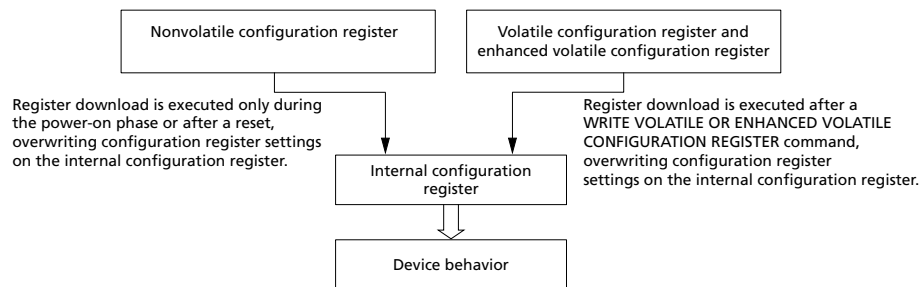 Nonvolatile configuration register
Volatile configuration register and
enhanced volatile configuration register
Register download is executed only during
the power-on phase or after a reset,
overwriting configuration register settings
on the internal configuration register.
Register download is executed after a
WRITE VOLATILE OR ENHANCED VOLATILE
CONFIGURATION REGISTER command,
overwriting configuration register
settings on the internal configuration register.
Internal configuration
register
Device behavior